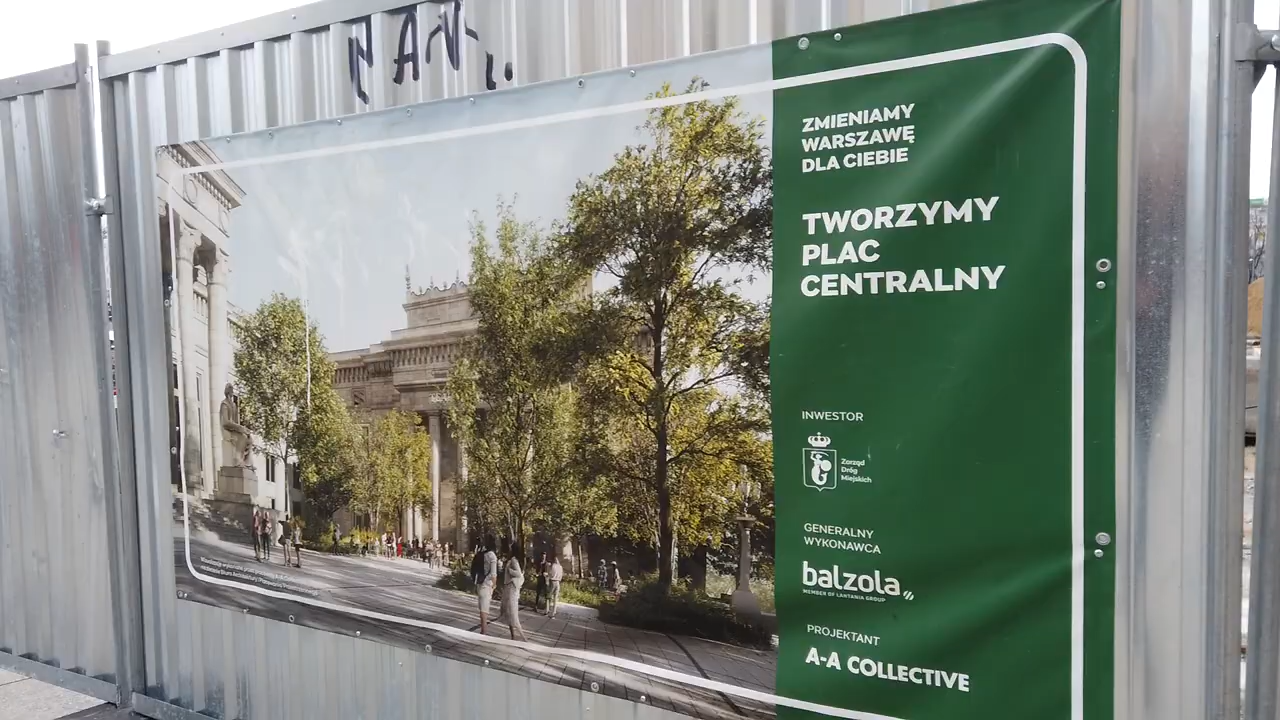 ZMIENIAMY
WARSZAWĘ
DLA CIEBIE
TWORZYMY
PLAC
CENTRALNY
INWESTOR
Zarząd
Dróg
Miejskich
GENERALNY
WYKONAWCA
balzola
MEMBER OF LANTANIA GROUP
PROJEKTANT
A-A COLLECTIVE